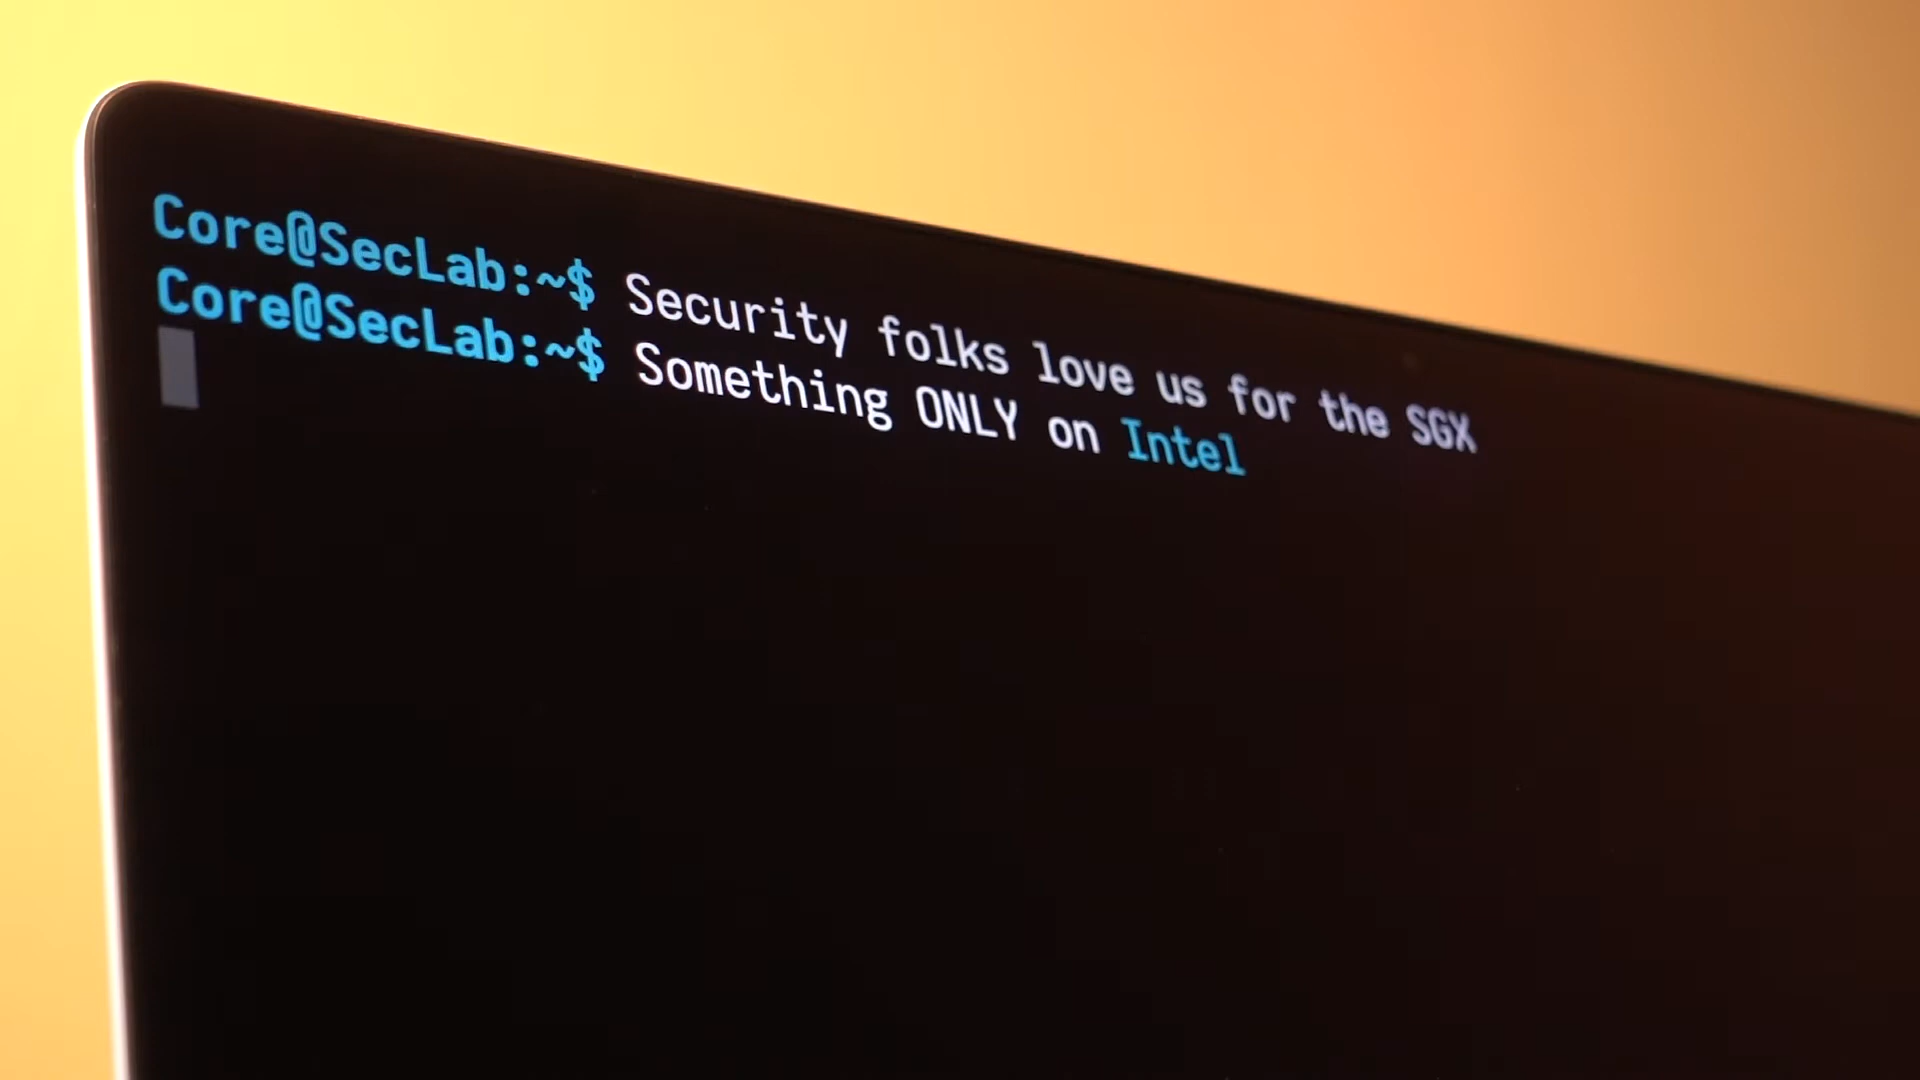 Core@SecLab:~$ Security folks love us for the SGX
Core@SecLab:~$ Something ONLY on Intel